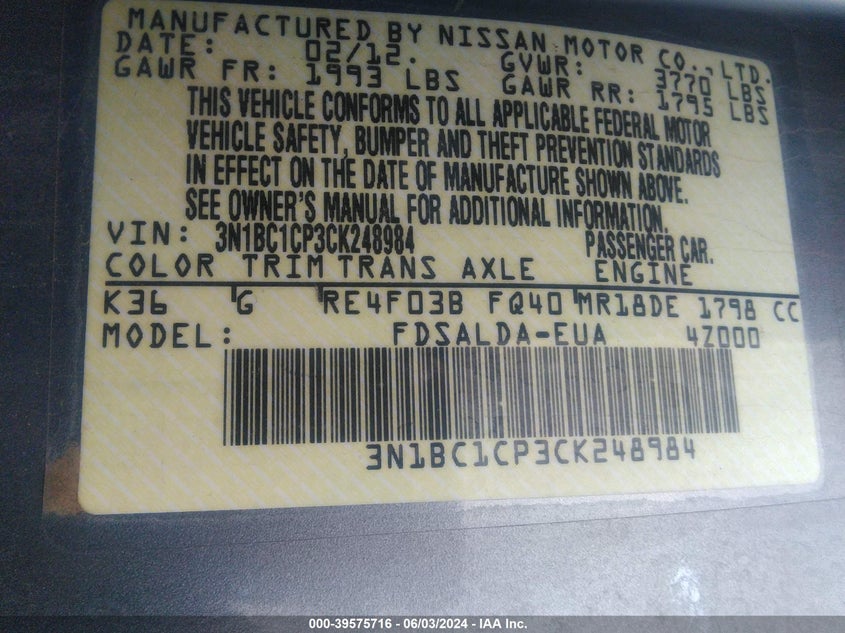 MANUFACTURED BY NISSAN MOTOR CO., LTD.
DATE: 02/12. GVWR: 3770 LBS
GAWR FR: 1993 LBS GAWR RR: 1795 LBS
THIS VEHICLE CONFORMS TO ALL APPLICABLE FEDERAL MOTOR
VEHICLE SAFETY, BUMPER AND THEFT PREVENTION STANDARDS
IN EFFECT ON THE DATE OF MANUFACTURE SHOWN ABOVE.
SEE OWNER'S MANUAL FOR ADDITIONAL INFORMATION.
VIN: 3N1BC1CP3CK248984 PASSENGER CAR.
COLOR TRIM TRANS AXLE ENGINE
K36 G RE4F03B FQ40 MR18DE 1798 CC
MODEL: FDSALDA-EUA 4Z000
3N1BC1CP3CK248984
000-39575716 - 06/03/2024 - IAA Inc.